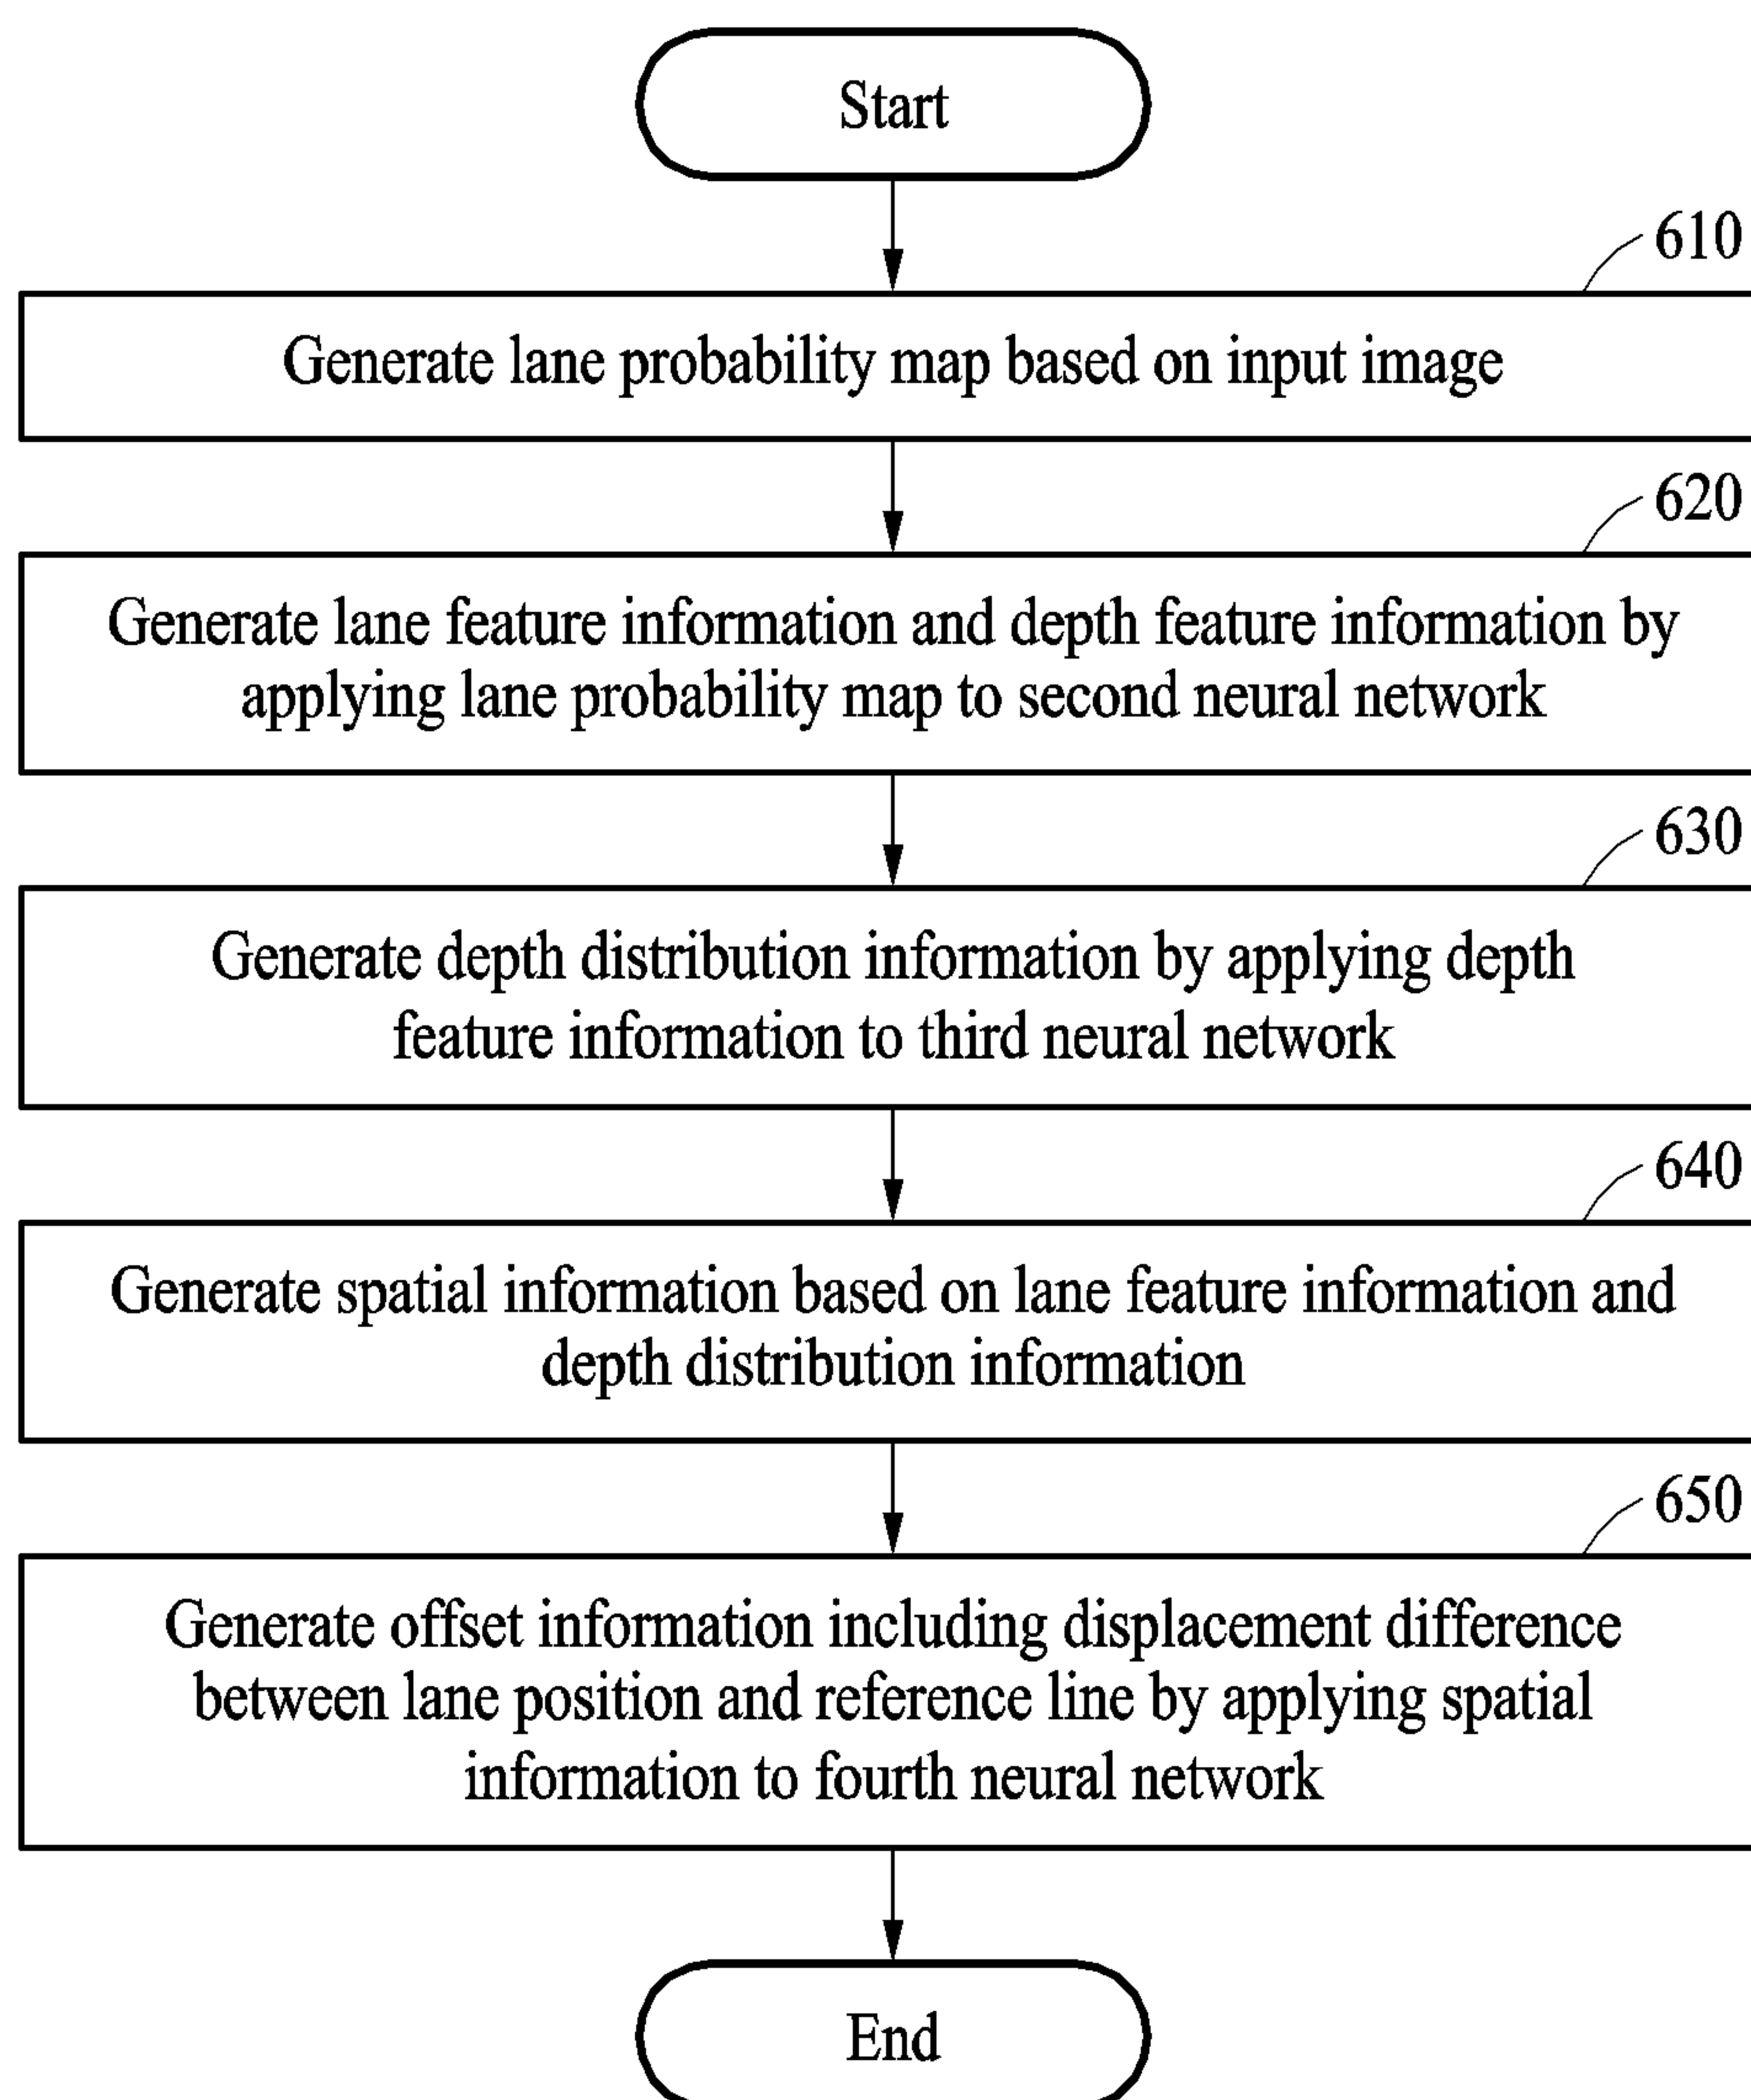 Start
610
Generate lane probability map based on input image
620
Generate lane feature information and depth feature information by
applying lane probability map to second neural network
630
Generate depth distribution information by applying depth
feature information to third neural network
640
Generate spatial information based on lane feature information and
depth distribution information
650
Generate offset information including displacement difference
between lane position and reference line by applying spatial
information to fourth neural network
End